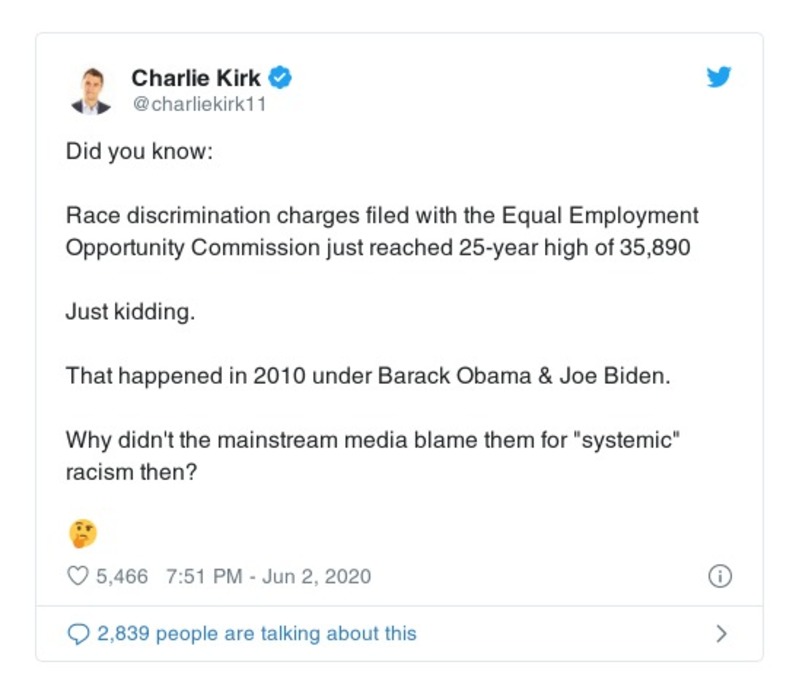 Charlie Kirk
@charliekirk11
Did you know:
Race discrimination charges filed with the Equal Employment
Opportunity Commission just reached 25-year high of 35,890
Just kidding.
That happened in 2010 under Barack Obama & Joe Biden.
Why didn't the mainstream media blame them for "systemic"
racism then?
🤔
5,466 7:51 PM - Jun 2, 2020
2,839 people are talking about this